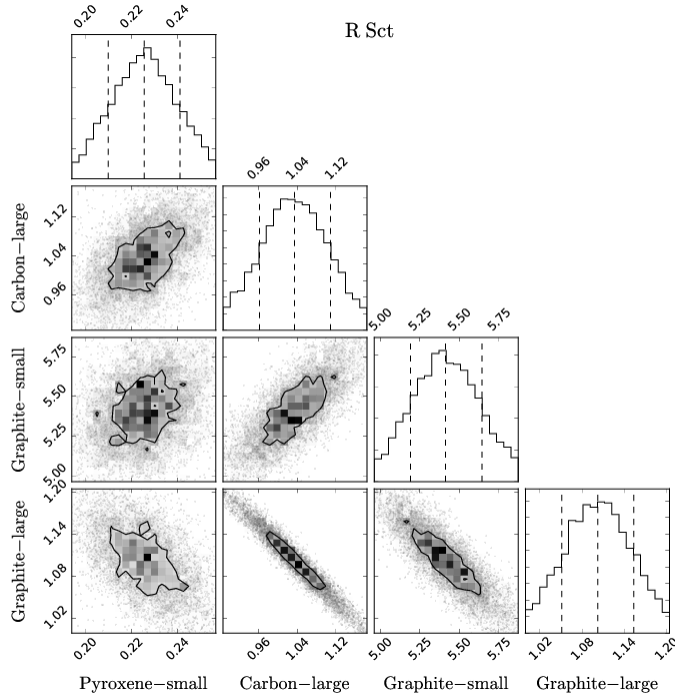 R Sct
0.20 0.22 0.24
0.96 1.04 1.12
Carbon−large
1.12
1.04
0.96
5.00 5.25 5.50 5.75
Graphite−small
5.75
5.50
5.25
5.00
Graphite−large
1.20
1.14
1.08
1.02
0.20 0.22 0.24
0.96 1.04 1.12
5.00 5.25 5.50 5.75
1.02 1.08 1.14 1.20
Pyroxene−small Carbon−large Graphite−small Graphite−large